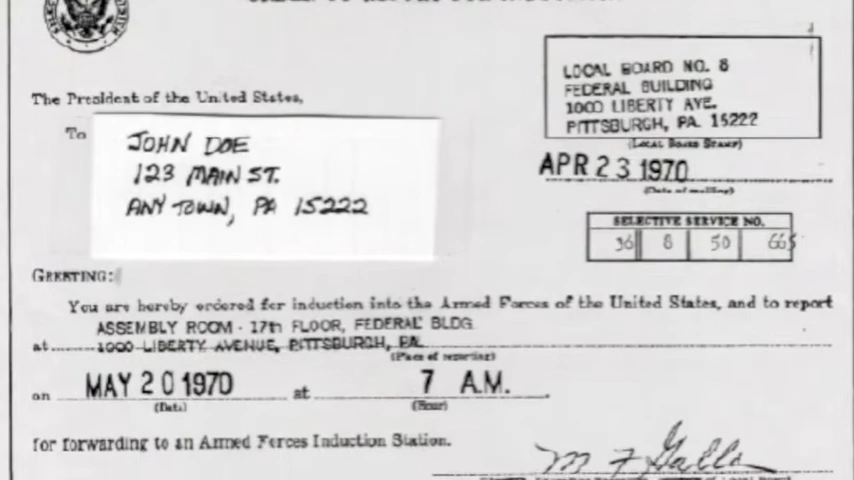 The President of the United States,
LOCAL BOARD NO. 8
FEDERAL BUILDING
1000 LIBERTY AVE.
PITTSBURGH, PA. 15222
(Local Board Stamp)
To
JOHN DOE
123 MAIN ST.
ANY TOWN, PA 15222
APR 23 1970
(Date of mailing)
SELECTIVE SERVICE NO.
36 8 50 665
GREETING:
You are hereby ordered for induction into the Armed Forces of the United States, and to report
ASSEMBLY ROOM - 17th FLOOR, FEDERAL BLDG
at 1000 LIBERTY AVENUE, PITTSBURGH, PA.
(Place of reporting)
on MAY 20 1970 at 7 A.M.
(Date) (Hour)
for forwarding to an Armed Forces Induction Station.